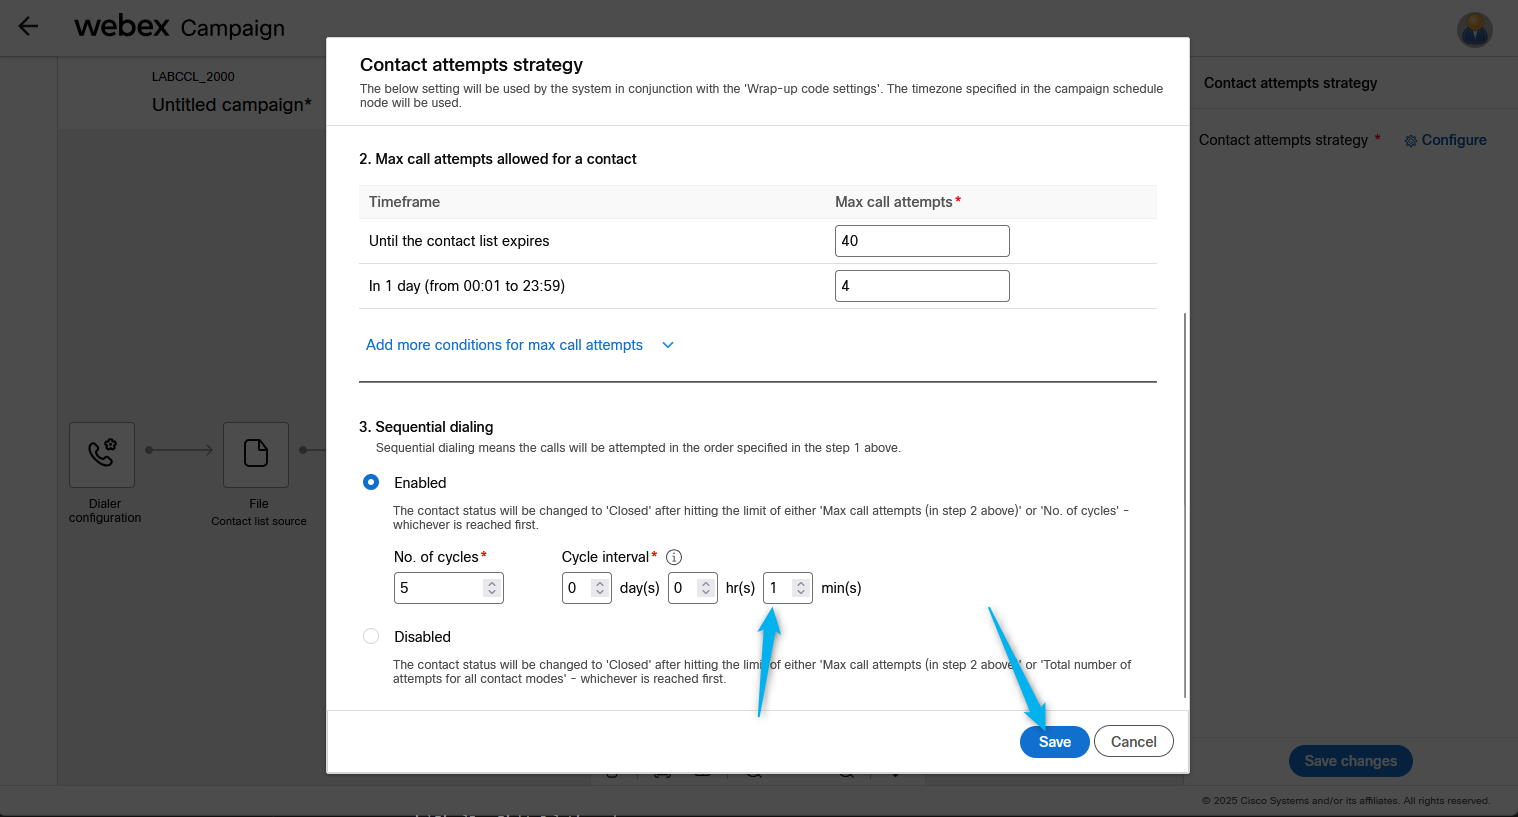 webex Campaign
LABCCL_2000
Untitled campaign*
Contact attempts strategy
The below setting will be used by the system in conjunction with the 'Wrap-up code settings'. The timezone specified in the campaign schedule
node will be used.
2. Max call attempts allowed for a contact
Timeframe Max call attempts*
Until the contact list expires 40
In 1 day (from 00:01 to 23:59) 4
Add more conditions for max call attempts
3. Sequential dialing
Sequential dialing means the calls will be attempted in the order specified in the step 1 above.
Enabled
The contact status will be changed to 'Closed' after hitting the limit of either 'Max call attempts (in step 2 above)' or 'No. of cycles' -
whichever is reached first.
No. of cycles* Cycle interval*
5 0 day(s) 0 hr(s) 1 min(s)
Disabled
The contact status will be changed to 'Closed' after hitting the limit of either 'Max call attempts (in step 2 above)' or 'Total number of
attempts for all contact modes' - whichever is reached first.
Save Cancel
Dialer
configuration
File
Contact list source
Contact attempts strategy
Contact attempts strategy * Configure
Save changes
© 2025 Cisco Systems and/or its affiliates. All rights reserved.